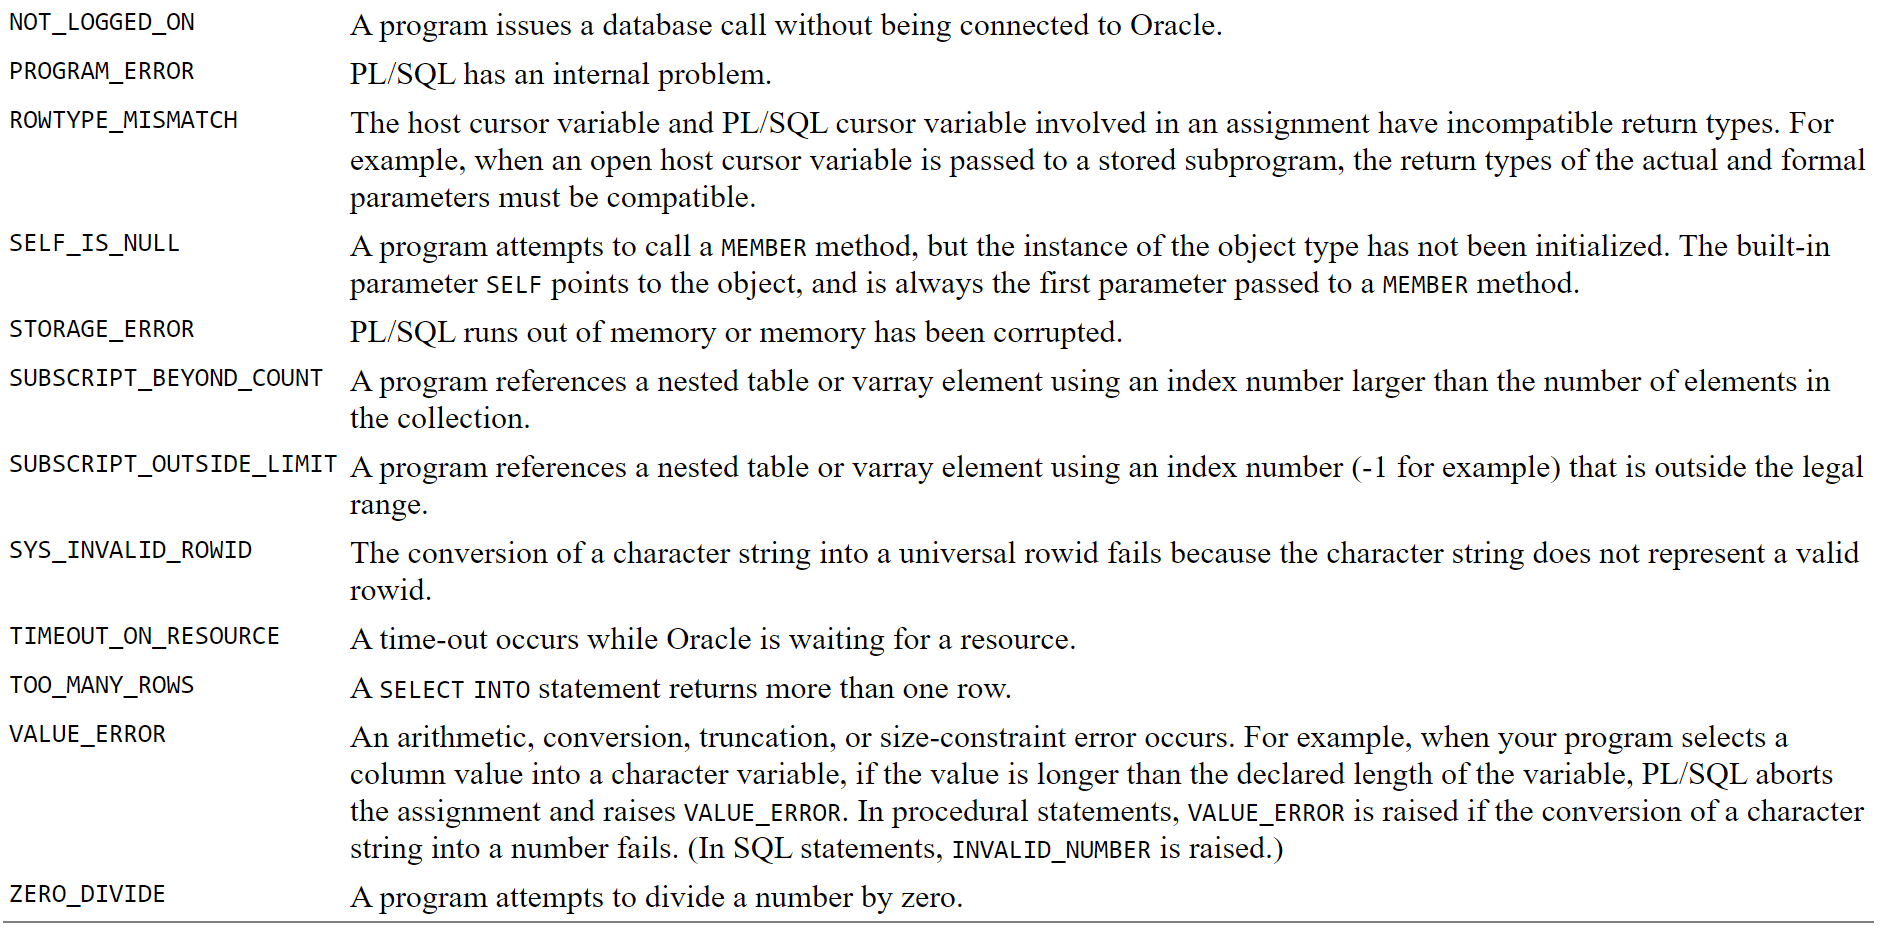 NOT_LOGGED_ON A program issues a database call without being connected to Oracle.
PROGRAM_ERROR PL/SQL has an internal problem.
ROWTYPE_MISMATCH The host cursor variable and PL/SQL cursor variable involved in an assignment have incompatible return types. For
example, when an open host cursor variable is passed to a stored subprogram, the return types of the actual and formal
parameters must be compatible.
SELF_IS_NULL A program attempts to call a MEMBER method, but the instance of the object type has not been initialized. The built-in
parameter SELF points to the object, and is always the first parameter passed to a MEMBER method.
STORAGE_ERROR PL/SQL runs out of memory or memory has been corrupted.
SUBSCRIPT_BEYOND_COUNT A program references a nested table or varray element using an index number larger than the number of elements in
the collection.
SUBSCRIPT_OUTSIDE_LIMIT A program references a nested table or varray element using an index number (-1 for example) that is outside the legal
range.
SYS_INVALID_ROWID The conversion of a character string into a universal rowid fails because the character string does not represent a valid
rowid.
TIMEOUT_ON_RESOURCE A time-out occurs while Oracle is waiting for a resource.
TOO_MANY_ROWS A SELECT INTO statement returns more than one row.
VALUE_ERROR An arithmetic, conversion, truncation, or size-constraint error occurs. For example, when your program selects a
column value into a character variable, if the value is longer than the declared length of the variable, PL/SQL aborts
the assignment and raises VALUE_ERROR. In procedural statements, VALUE_ERROR is raised if the conversion of a character
string into a number fails. (In SQL statements, INVALID_NUMBER is raised.)
ZERO_DIVIDE A program attempts to divide a number by zero.